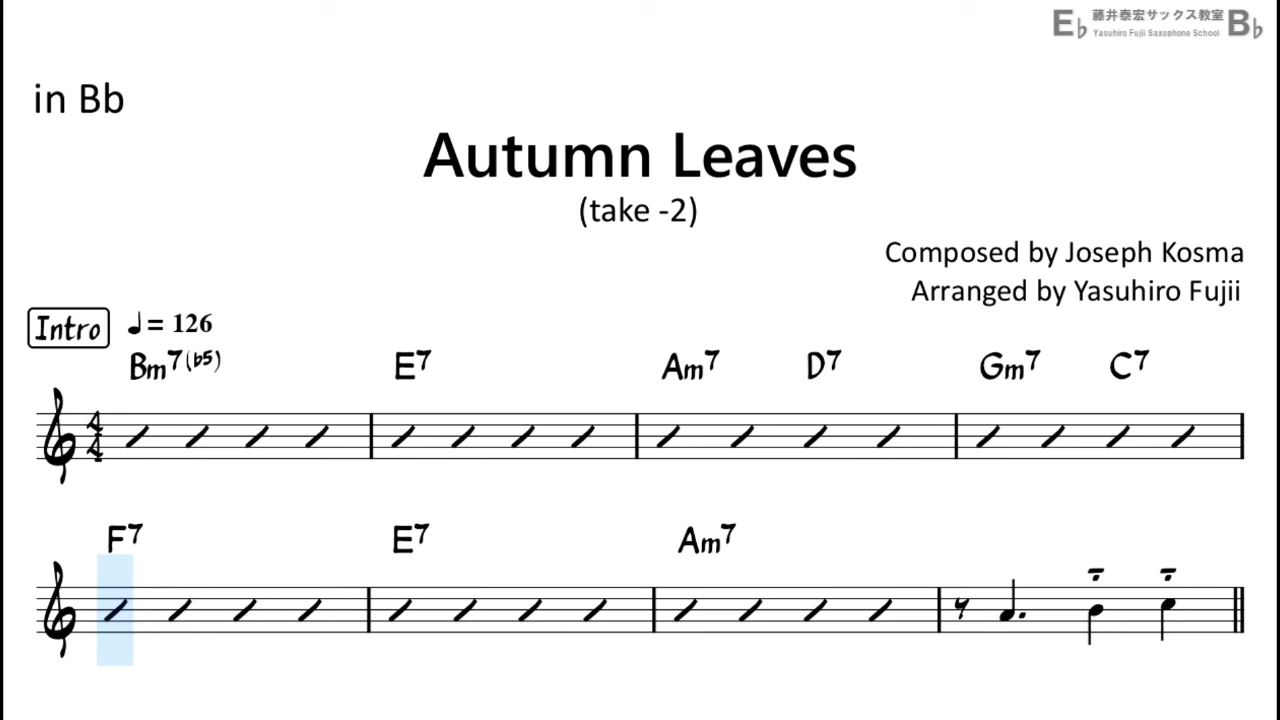 E♭ 藤井泰宏サックス教室 B♭
Yasuhiro Fujii Saxophone School
in Bb
Autumn Leaves
(take -2)
Composed by Joseph Kosma
Arranged by Yasuhiro Fujii
Intro ♩= 126
Bm7(♭5) E7 Am7 D7 Gm7 C7
4
4
F7 E7 Am7